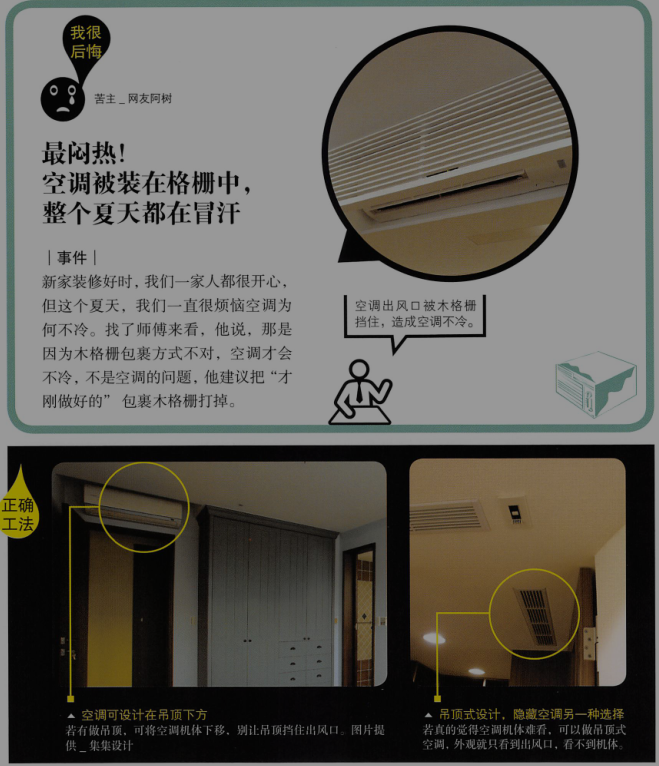 我很
后悔
苦主_网友阿树
最闷热！
空调被装在格栅中，
整个夏天都在冒汗
｜事件｜
新家装修好时，我们一家人都很开心，
但这个夏天，我们一直很烦恼空调为
何不冷。找了师傅来看，他说，那是
因为木格栅包裹方式不对，空调才会
不冷，不是空调的问题，他建议把“才
刚做好的” 包裹木格栅打掉。
空调出风口被木格栅
挡住，造成空调不冷。
正确
工法
▲ 空调可设计在吊顶下方
若有做吊顶，可将空调机体下移，别让吊顶挡住出风口。图片提
供_集集设计
▲ 吊顶式设计，隐藏空调另一种选择
若真的觉得空调机体难看，可以做吊顶式
空调，外观就只看到出风口，看不到机体。